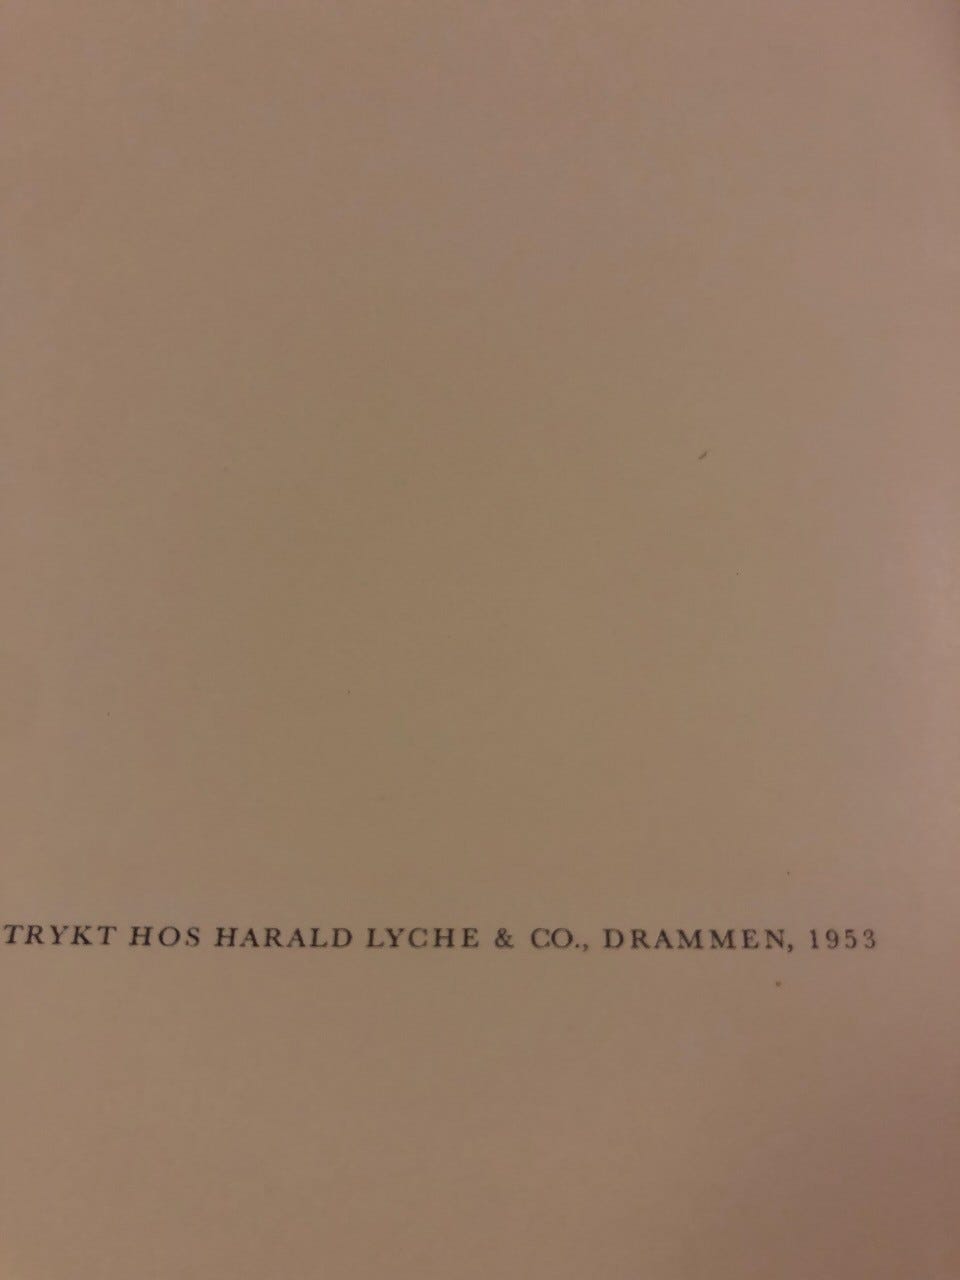 TRYKT HOS HARALD LYCHE & CO., DRAMMEN, 1953